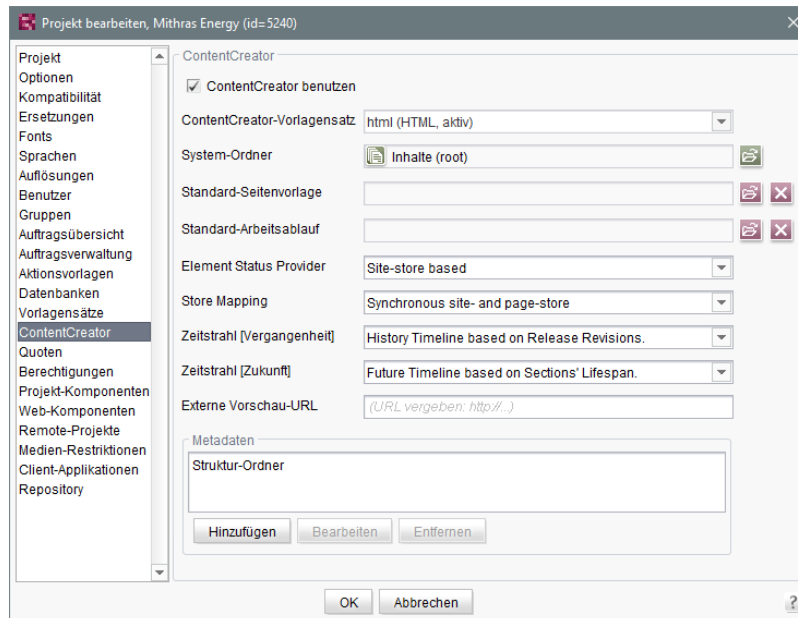 Projekt bearbeiten, Mithras Energy (id=5240)
Projekt
Optionen
Kompatibilität
Ersetzungen
Fonts
Sprachen
Auflösungen
Benutzer
Gruppen
Auftragsübersicht
Auftragsverwaltung
Aktionsvorlagen
Datenbanken
Vorlagensätze
ContentCreator
Quoten
Berechtigungen
Projekt-Komponenten
Web-Komponenten
Remote-Projekte
Medien-Restriktionen
Client-Applikationen
Repository
ContentCreator
ContentCreator benutzen
ContentCreator-Vorlagensatz html (HTML, aktiv)
System-Ordner Inhalte (root)
Standard-Seitenvorlage
Standard-Arbeitsablauf
Element Status Provider Site-store based
Store Mapping Synchronous site- and page-store
Zeitstrahl [Vergangenheit] History Timeline based on Release Revisions.
Zeitstrahl [Zukunft] Future Timeline based on Sections' Lifespan.
Externe Vorschau-URL (URL vergeben: http://...)
Metadaten
Struktur-Ordner
Hinzufügen Bearbeiten Entfernen
OK Abbrechen ?